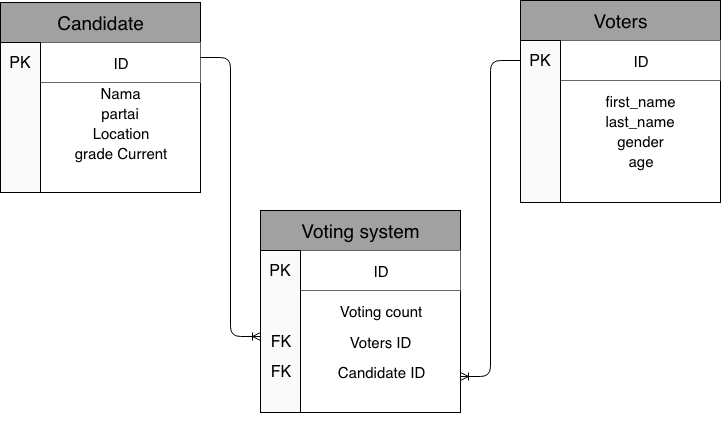 Candidate
PK ID
Nama
partai
Location
grade Current
Voters
PK ID
first_name
last_name
gender
age
Voting system
PK ID
Voting count
FK Voters ID
FK Candidate ID